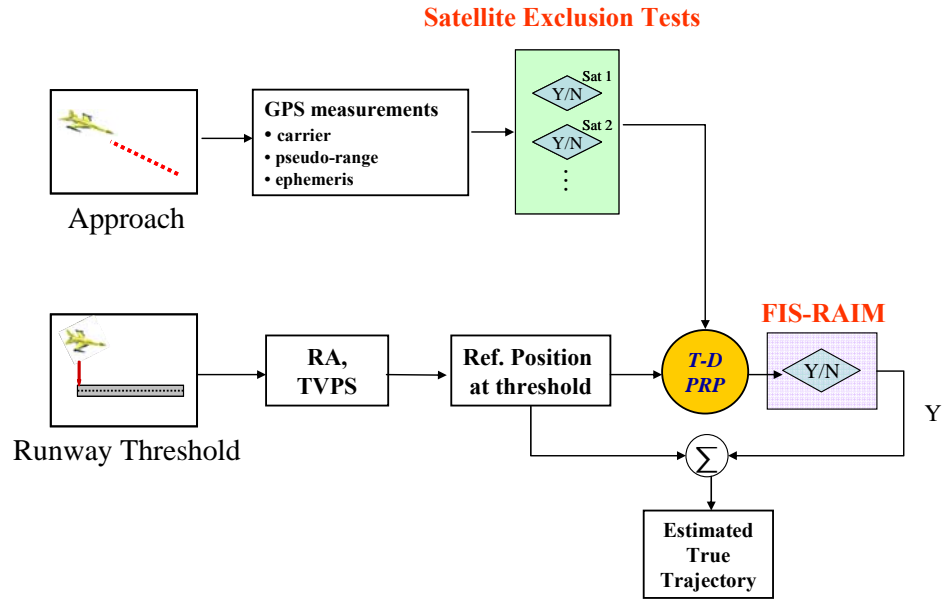 Satellite Exclusion Tests
Sat 1
Y/N
Sat 2
Y/N
GPS measurements
• carrier
• pseudo-range
• ephemeris
Approach
FIS-RAIM
RA,
TVPS
Ref. Position
at threshold
T-D
PRP
Y/N
Y
Runway Threshold
∑
Estimated
True
Trajectory